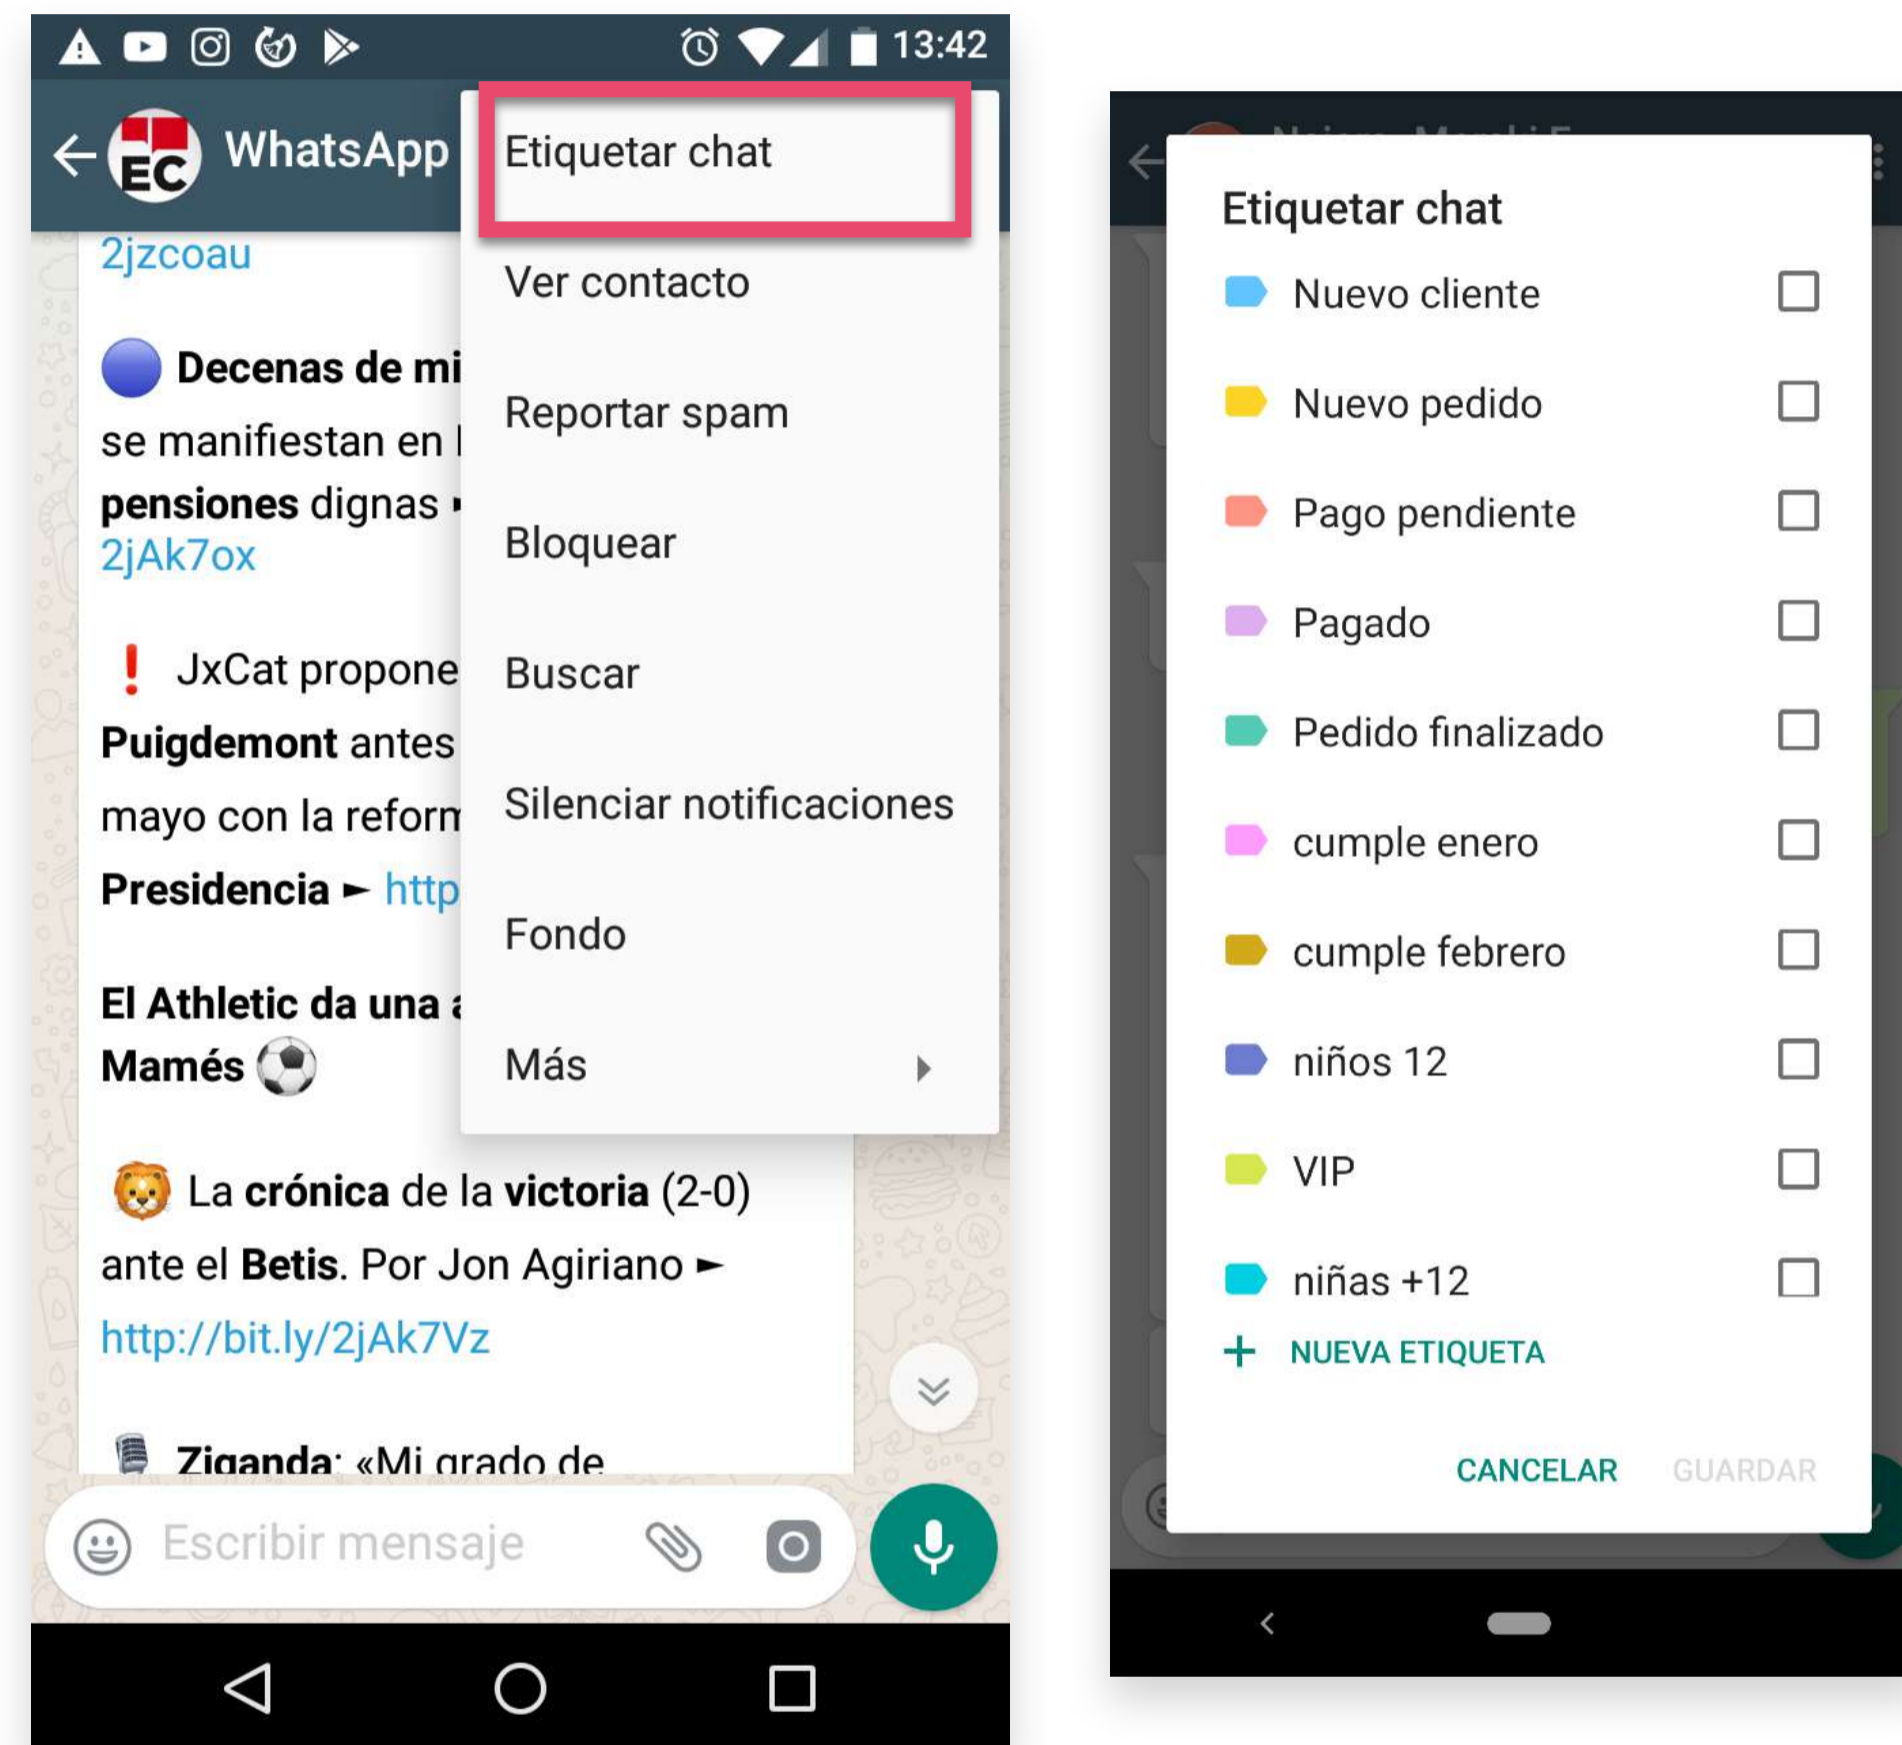 13:42
EC
WhatsApp
Etiquetar chat
Ver contacto
Reportar spam
Bloquear
Buscar
Silenciar notificaciones
Fondo
Más
2jzcoau
Decenas de mi
se manifiestan en
pensiones dignas ►
2jAk7ox
JxCat propone
Puigdemont antes
mayo con la reform
Presidencia ► http
El Athletic da una a
Mamés
La crónica de la victoria (2-0)
ante el Betis. Por Jon Agiriano ►
http://bit.ly/2jAk7Vz
Ziganda: «Mi grado de
Escribir mensaje
Etiquetar chat
Nuevo cliente
Nuevo pedido
Pago pendiente
Pagado
Pedido finalizado
cumple enero
cumple febrero
niños 12
VIP
niñas +12
+ NUEVA ETIQUETA
CANCELAR GUARDAR